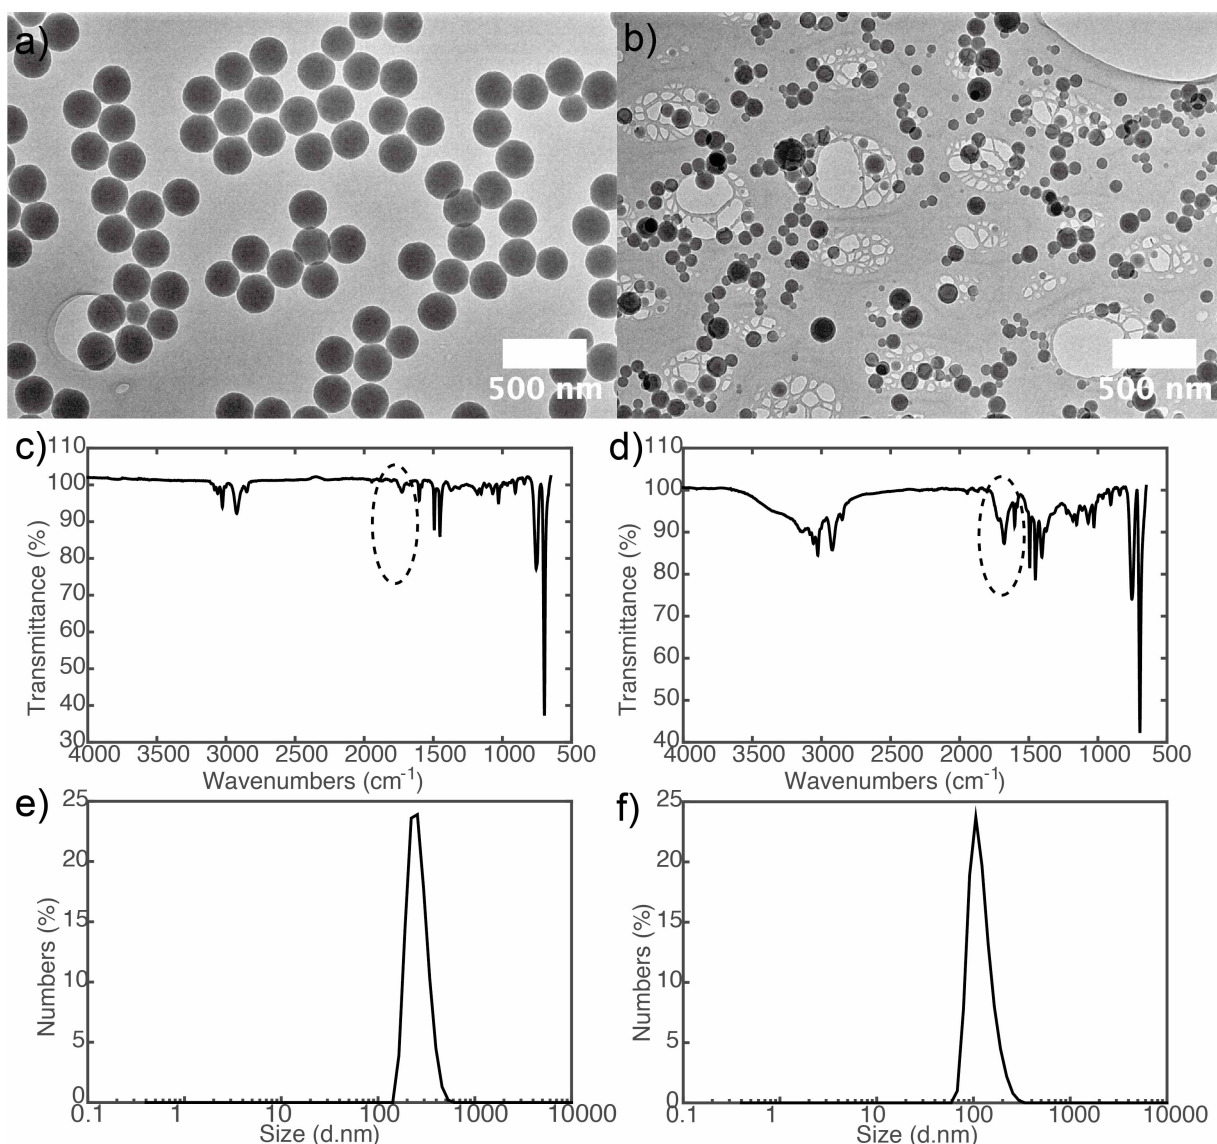 a)
b)
500 nm
500 nm
c)
d)
110
100
90
80
70
60
50
40
30
Transmittance (%)
4000 3500 3000 2500 2000 1500 1000 500
Wavenumbers (cm-1)
110
100
90
80
70
60
50
40
Transmittance (%)
4000 3500 3000 2500 2000 1500 1000 500
Wavenumbers (cm-1)
e)
f)
25
20
15
10
5
0
Numbers (%)
0.1 1 10 100 1000 10000
Size (d.nm)
25
20
15
10
5
0
Numbers (%)
0.1 1 10 100 1000 10000
Size (d.nm)